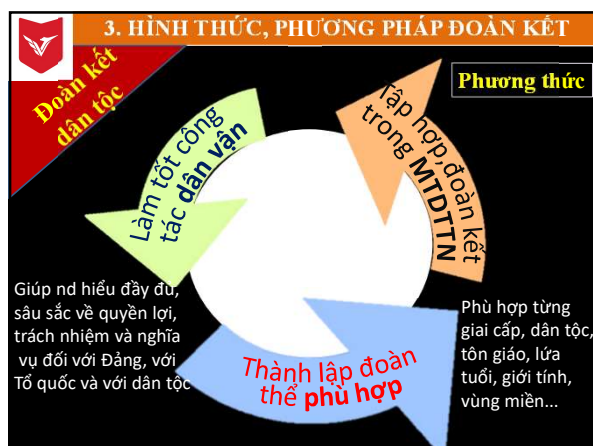 3. HÌNH THỨC, PHƯƠNG PHÁP ĐOÀN KẾT
Đoàn kết
dân tộc
Phương thức
Làm tốt công
tác dân vận
Tập hợp,đoàn kết
trong MTDTTN
Giúp nd hiểu đầy đủ,
sâu sắc về quyền lợi,
trách nhiệm và nghĩa
vụ đối với Đảng, với
Tổ quốc và với dân tộc
Thành lập đoàn
thể phù hợp
Phù hợp từng
giai cấp, dân tộc,
tôn giáo, lứa
tuổi, giới tính,
vùng miền...